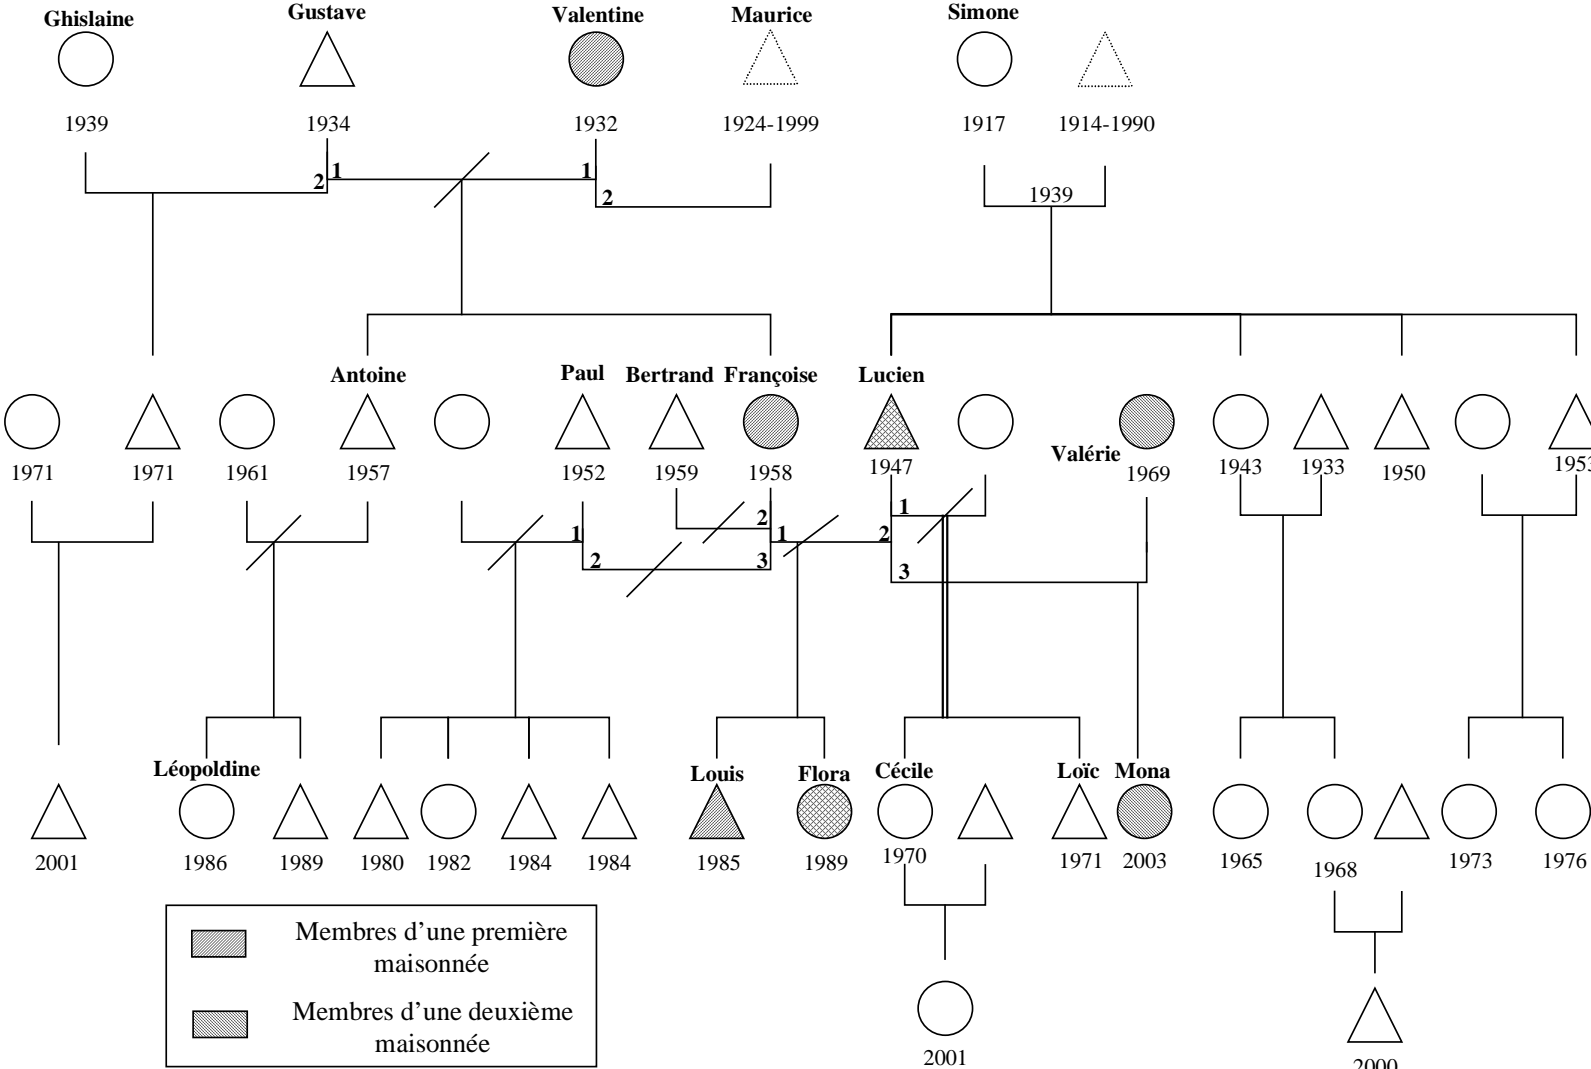 Ghislaine Gustave Valentine Maurice Simone
1939 1934 1932 1924-1999 1917 1914-1990
1 1
2 2 1939
Antoine Paul Bertrand Françoise Lucien
Valérie
1971 1971 1961 1957 1952 1959 1958 1947 1969 1943 1933 1950 1953
1 2 1 1 2
2 3 3
Léopoldine Louis Flora Cécile Loïc Mona
2001 1986 1989 1980 1982 1984 1984 1985 1989 1970 1971 2003 1965 1968 1973 1976
Membres d’une première
maisonnée
Membres d’une deuxième
maisonnée
2001 2000